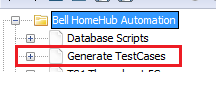 Bell HomeHub Automation
Database Scripts
Generate TestCases